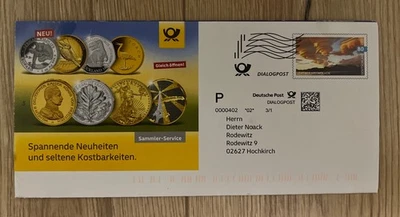 NEU!
Gleich öffnen!
Sammler-Service
Spannende Neuheiten
und seltene Kostbarkeiten.
DIALOGPOST
Deutsche Post
DIALOGPOST
P
0000402 "02" 3/1
Herrn
Dieter Noack
Rodewitz
Rodewitz 9
02627 Hochkirch